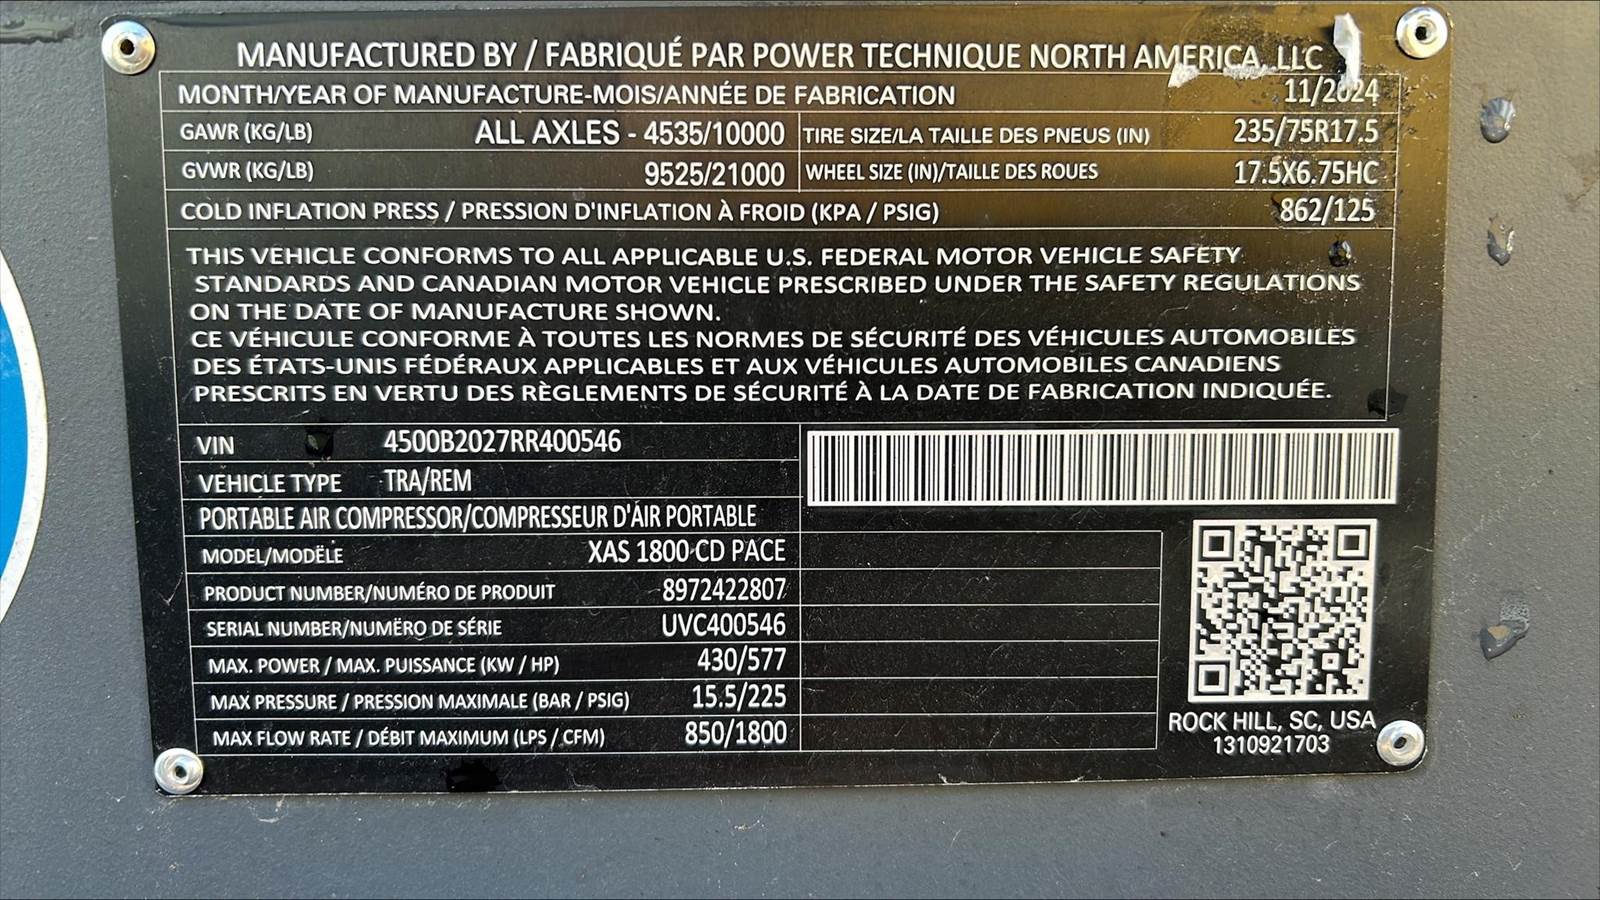 MANUFACTURED BY / FABRIQUÉ PAR POWER TECHNIQUE NORTH AMERICA, LLC
MONTH/YEAR OF MANUFACTURE-MOIS/ANNÉE DE FABRICATION 11/2024
GAWR (KG/LB) ALL AXLES - 4535/10000 TIRE SIZE/LA TAILLE DES PNEUS (IN) 235/75R17.5
GVWR (KG/LB) 9525/21000 WHEEL SIZE (IN)/TAILLE DES ROUES 17.5X6.75HC
COLD INFLATION PRESS / PRESSION D'INFLATION À FROID (KPA / PSIG) 862/125
THIS VEHICLE CONFORMS TO ALL APPLICABLE U.S. FEDERAL MOTOR VEHICLE SAFETY
STANDARDS AND CANADIAN MOTOR VEHICLE PRESCRIBED UNDER THE SAFETY REGULATIONS
ON THE DATE OF MANUFACTURE SHOWN.
CE VÉHICULE CONFORME À TOUTES LES NORMES DE SÉCURITÉ DES VÉHICULES AUTOMOBILES
DES ÉTATS-UNIS FÉDÉRAUX APPLICABLES ET AUX VÉHICULES AUTOMOBILES CANADIENS
PRESCRITS EN VERTU DES RÈGLEMENTS DE SÉCURITÉ À LA DATE DE FABRICATION INDIQUÉE.
VIN 4500B2027RR400546
VEHICLE TYPE TRA/REM
PORTABLE AIR COMPRESSOR/COMPRESSEUR D'AIR PORTABLE
MODEL/MODËLE XAS 1800 CD PACE
PRODUCT NUMBER/NUMÉRO DE PRODUIT 8972422807
SERIAL NUMBER/NUMËRO DE SÉRIE UVC400546
MAX. POWER / MAX. PUISSANCE (KW / HP) 430/577
MAX PRESSURE / PRESSION MAXIMALE (BAR / PSIG) 15.5/225
MAX FLOW RATE / DÉBIT MAXIMUM (LPS / CFM) 850/1800
ROCK HILL, SC, USA
1310921703